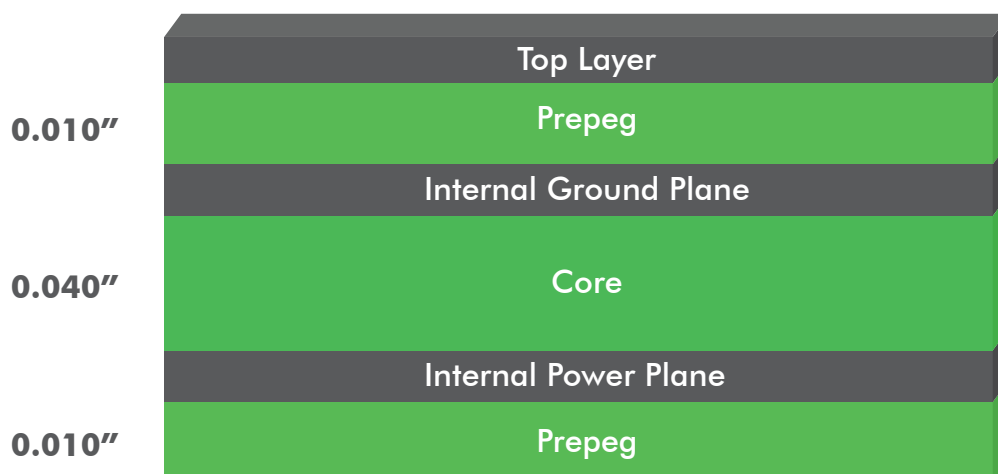 Top Layer
0.010” Prepeg
Internal Ground Plane
0.040” Core
Internal Power Plane
0.010” Prepeg